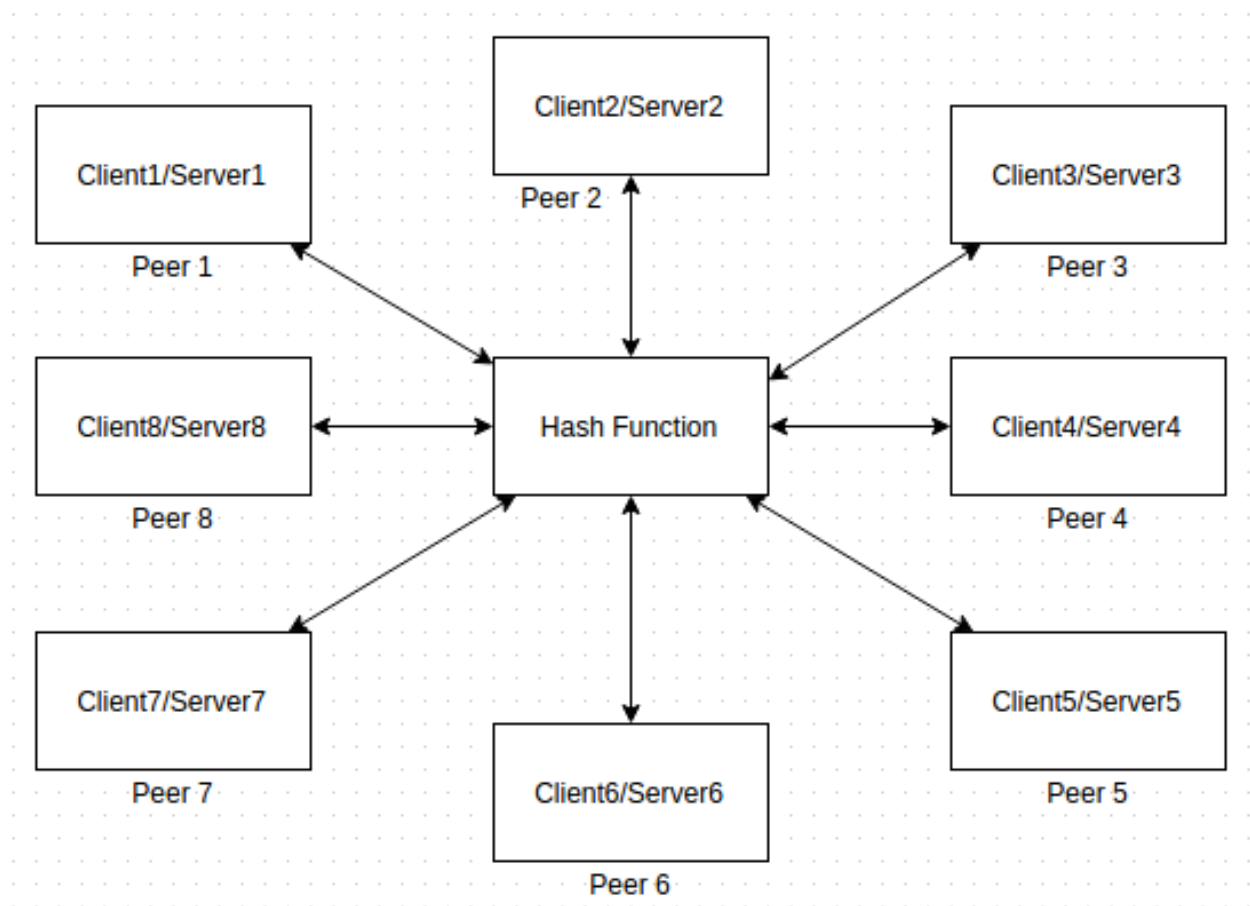 Client2/Server2
Peer 2
Client1/Server1
Peer 1
Client3/Server3
Peer 3
Client8/Server8
Peer 8
Hash Function
Client4/Server4
Peer 4
Client7/Server7
Peer 7
Client6/Server6
Peer 6
Client5/Server5
Peer 5